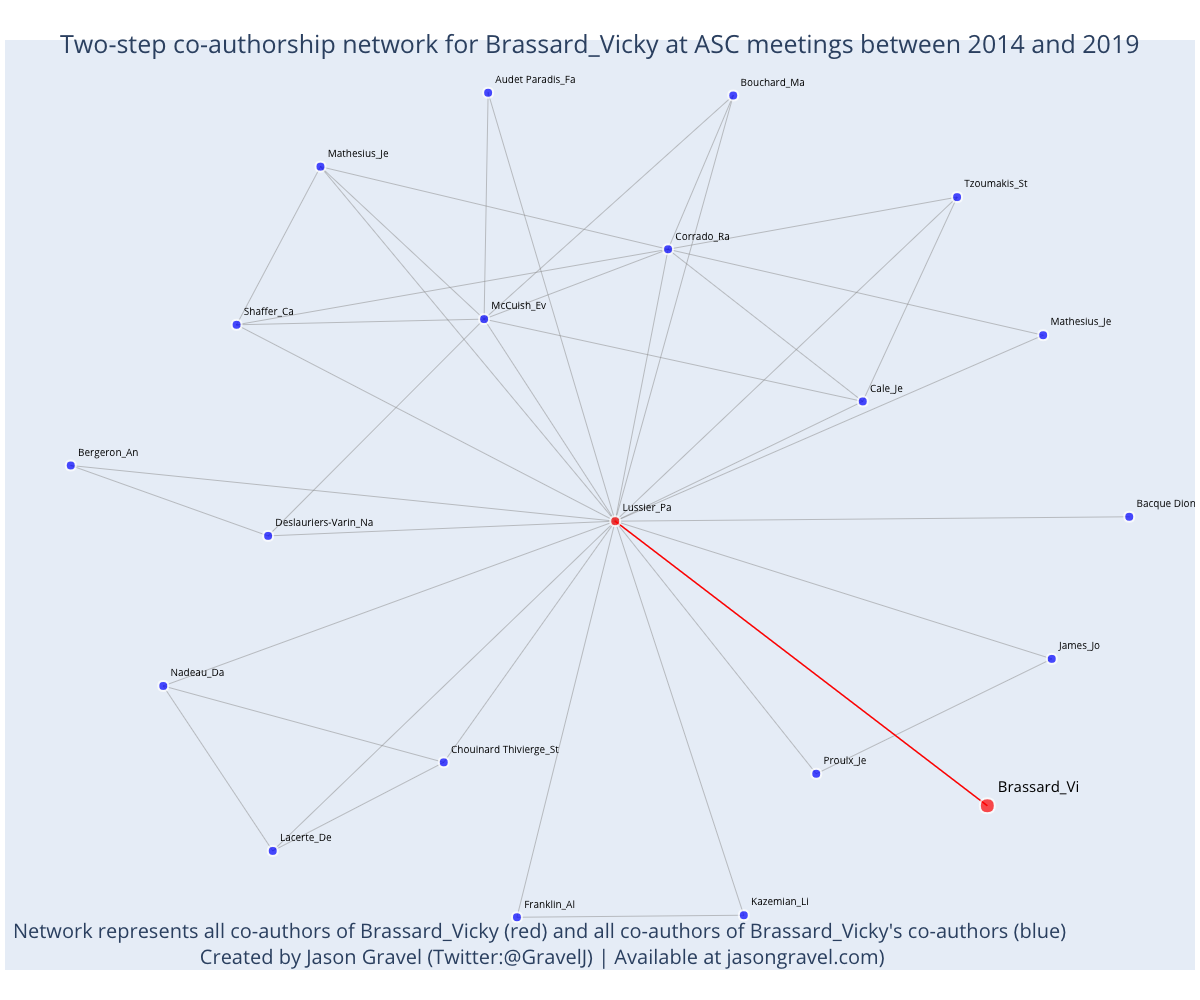 Two-step co-authorship network for Brassard_Vicky at ASC meetings between 2014 and 2019
Audet Paradis_Fa
Bouchard_Ma
Mathesius_Je
Tzoumakis_St
Corrado_Ra
Shaffer_Ca
McCuish_Ev
Mathesius_Je
Cale_Je
Bergeron_An
Lussier_Pa
Bacque Dion
Deslauriers-Varin_Na
James_Jo
Nadeau_Da
Chouinard Thivierge_St
Proulx_Je
Brassard_Vi
Lacerte_De
Franklin_Al
Kazemian_Li
Network represents all co-authors of Brassard_Vicky (red) and all co-authors of Brassard_Vicky's co-authors (blue)
Created by Jason Gravel (Twitter:@GravelJ) | Available at jasongravel.com)